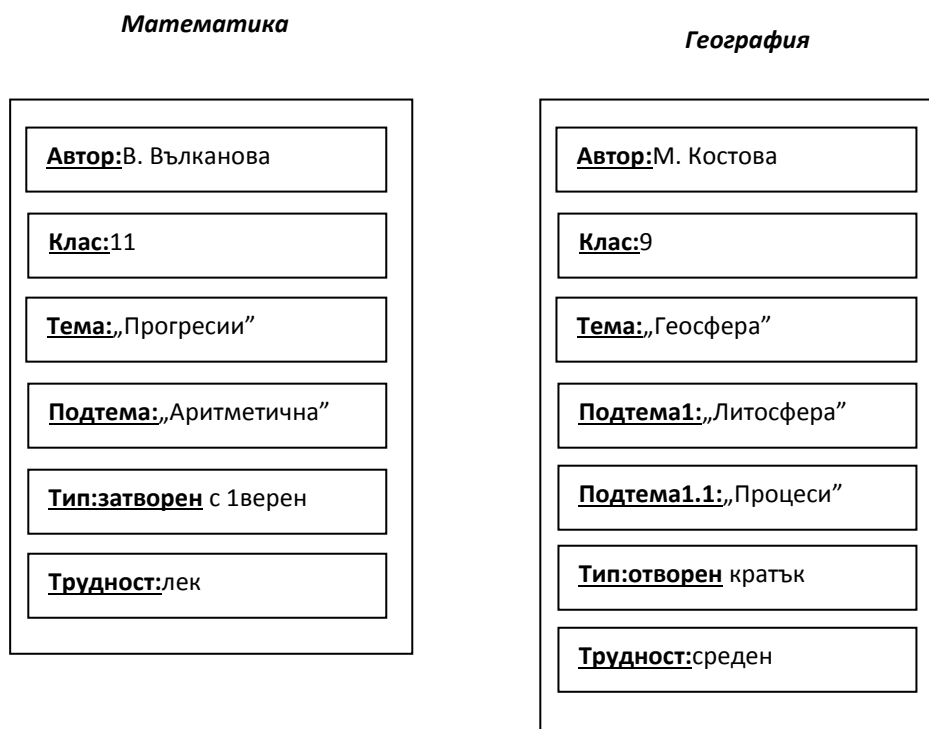 Математика
Автор:В. Вълканова
Клас:11
Тема:„Прогресии”
Подтема:„Аритметична”
Тип:затворен с 1верен
Трудност:лек
География
Автор:М. Костова
Клас:9
Тема:„Геосфера”
Подтема1:„Литосфера”
Подтема1.1:„Процеси”
Тип:отворен кратък
Трудност:среден